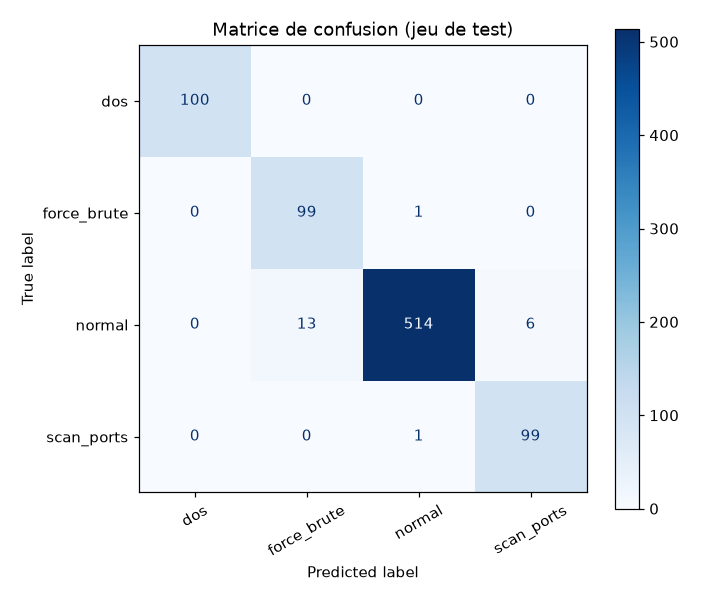 Matrice de confusion (jeu de test)
True label
dos 100 0 0 0
force_brute 0 99 1 0
normal 0 13 514 6
scan_ports 0 0 1 99
dos force_brute normal scan_ports
Predicted label
500
400
300
200
100
0